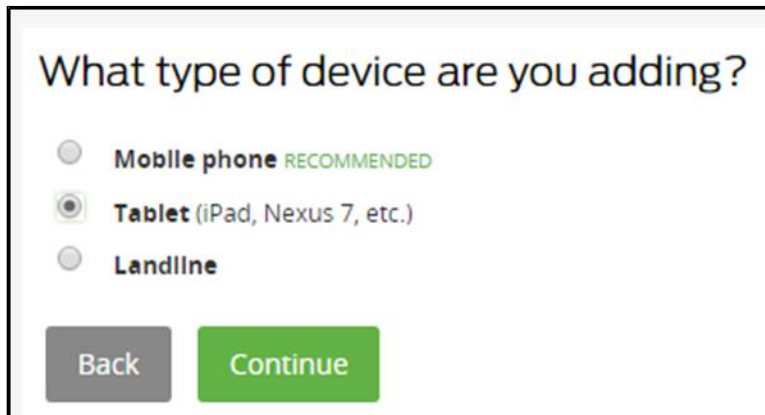 What type of device are you adding?
Mobile phone RECOMMENDED
Tablet (iPad, Nexus 7, etc.)
Landline
Back Continue